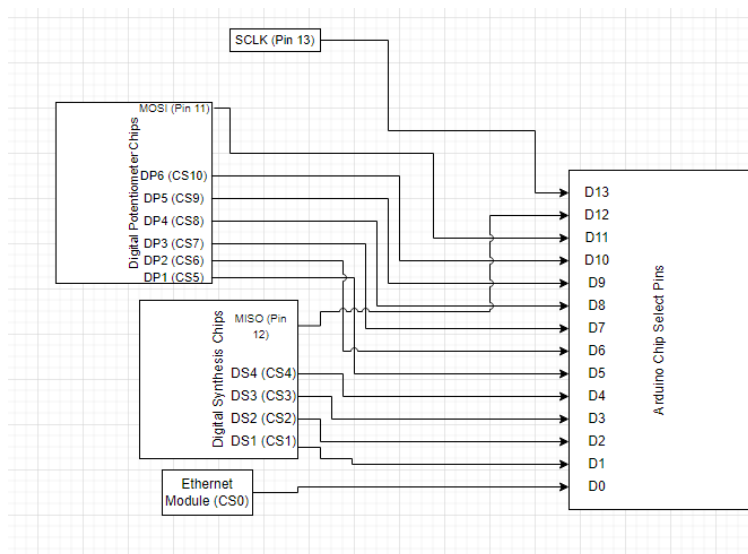 SCLK (Pin 13)
MOSI (Pin 11)
Digital Potentiometer Chips
DP6 (CS10)
DP5 (CS9)
DP4 (CS8)
DP3 (CS7)
DP2 (CS6)
DP1 (CS5)
MISO (Pin
12)
Digital Synthesis Chips
DS4 (CS4)
DS3 (CS3)
DS2 (CS2)
DS1 (CS1)
Ethernet
Module (CS0)
D13
D12
D11
D10
D9
D8
D7
D6
D5
D4
D3
D2
D1
D0
Arduino Chip Select Pins